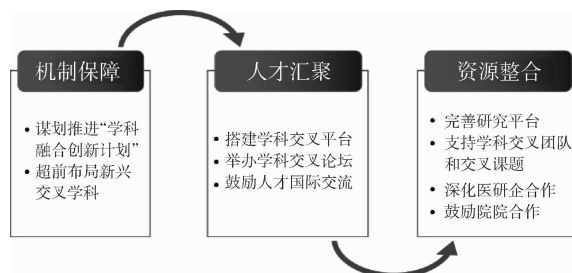 机制保障
• 谋划推进“学科
融合创新计划”
• 超前布局新兴
交叉学科
人才汇聚
• 搭建学科交叉平台
• 举办学科交叉论坛
• 鼓励人才国际交流
资源整合
• 完善研究平台
• 支持学科交叉团队
和交叉课题
• 深化医研企合作
• 鼓励院院合作